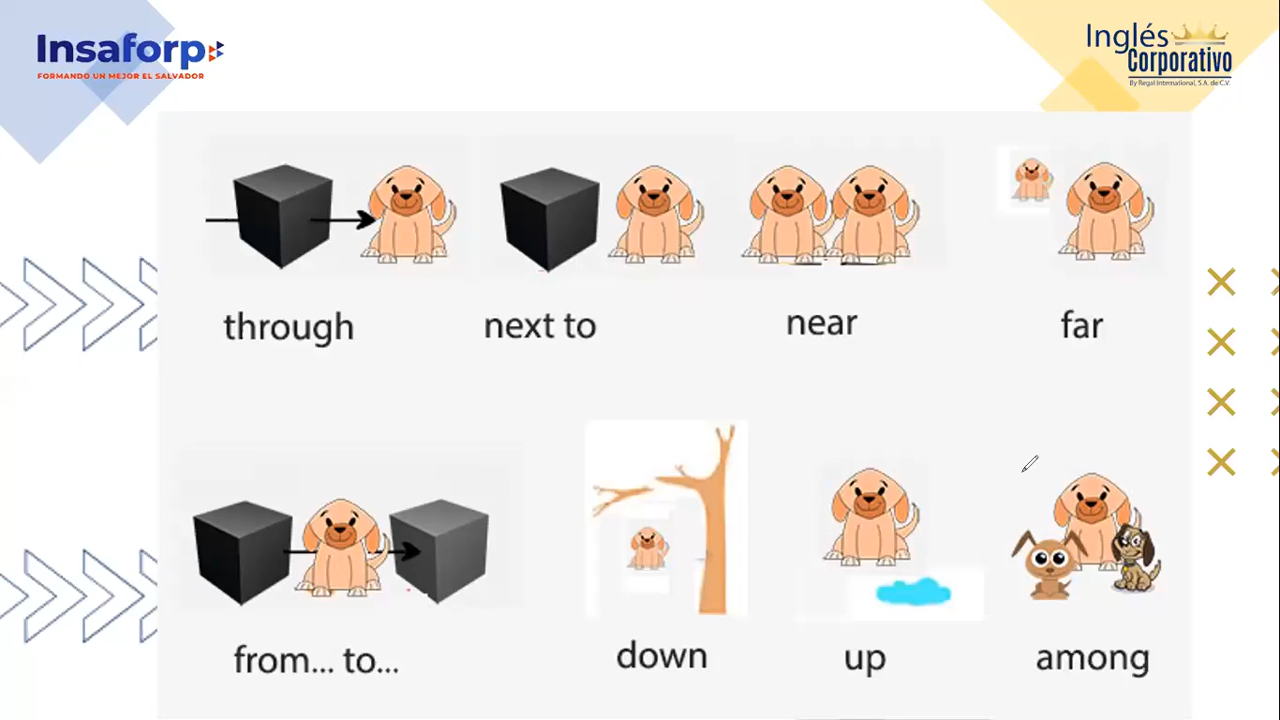 Insaforp
FORMANDO UN MEJOR EL SALVADOR
Inglés
Corporativo
By Regal International, S.A. de C.V.
through
next to
near
far
from... to...
down
up
among